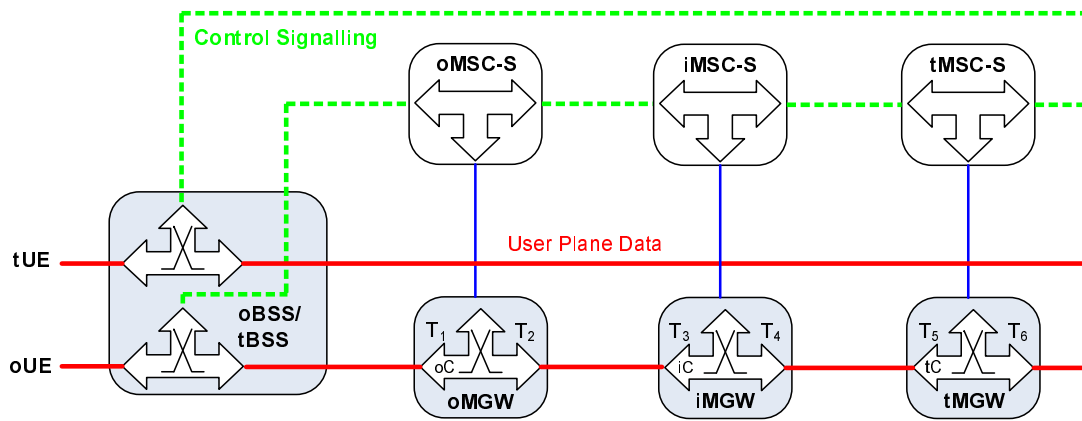 Control Signalling
oMSC-S
iMSC-S
tMSC-S
tUE
User Plane Data
oBSS/
tBSS
T1
T2
T3
T4
T5
T6
oUE
oC
iC
tC
oMGW
iMGW
tMGW